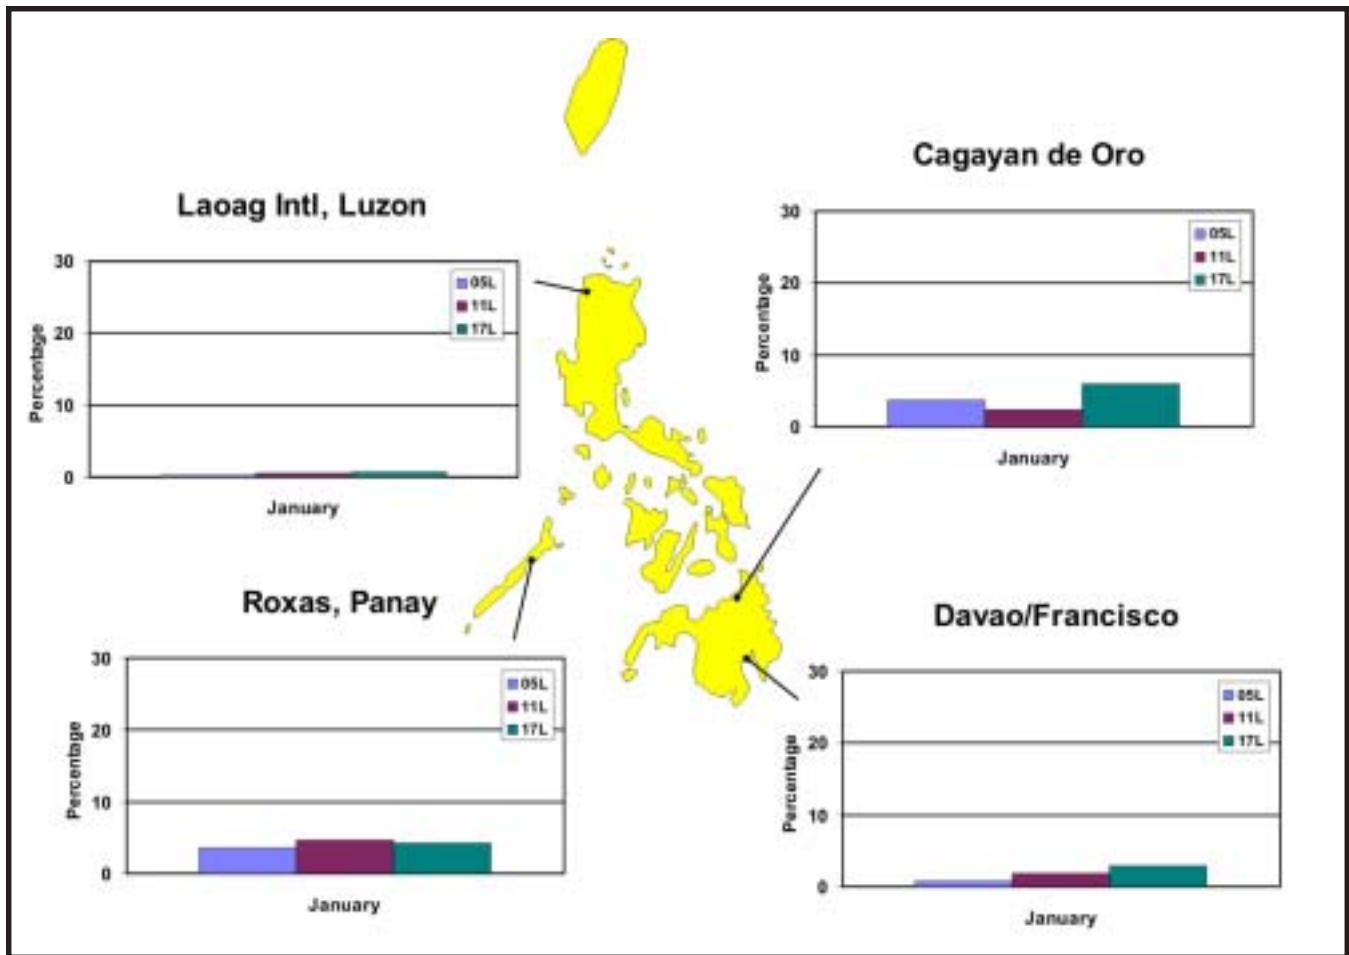 Cagayan de Oro
30
20
10
0
Percentage
05L
11L
17L
January
Laoag Intl, Luzon
30
20
10
0
Percentage
05L
11L
17L
January
Roxas, Panay
30
20
10
0
Percentage
05L
11L
17L
January
Davao/Francisco
30
20
10
0
Percentage
05L
11L
17L
January